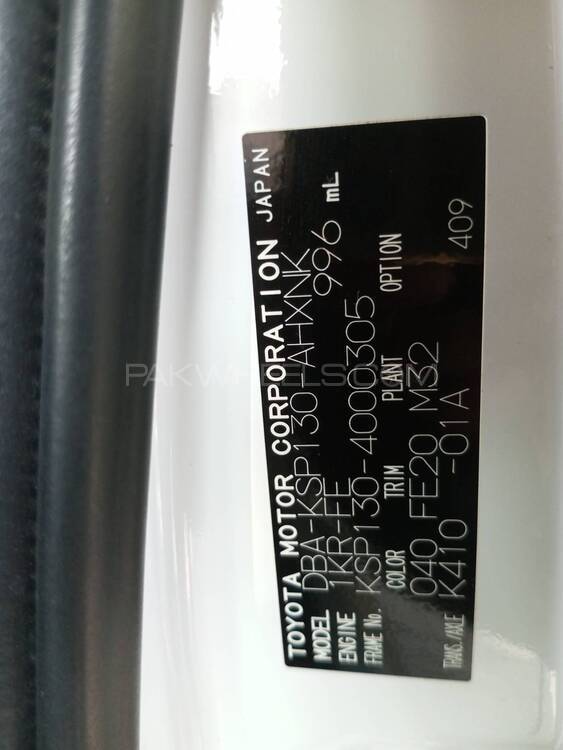 TOYOTA MOTOR CORPORATION JAPAN
MODEL DBA-KSP130-AHXNK
ENGINE 1KR-FE 996 mL
FRAME No. KSP130-4000305
COLOR TRIM PLANT OPTION
040 FE20 M32
TRANS./AXLE K410 -01A 409
PAKWHEELS.COM